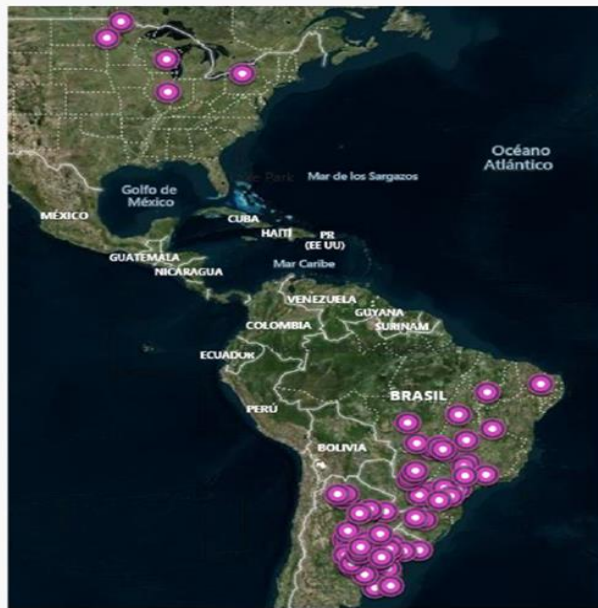 Océano
Atlántico
Park
Mar de los Sargazos
Golfo de
México
MÉXICO
CUBA
HAITÍ
PR
(EE UU)
GUATEMALA
NICARAGUA
Mar Caribe
VENEZUELA
GUYANA
COLOMBIA
SURINAM
ECUADOR
BRASIL
PERÚ
BOLIVIA